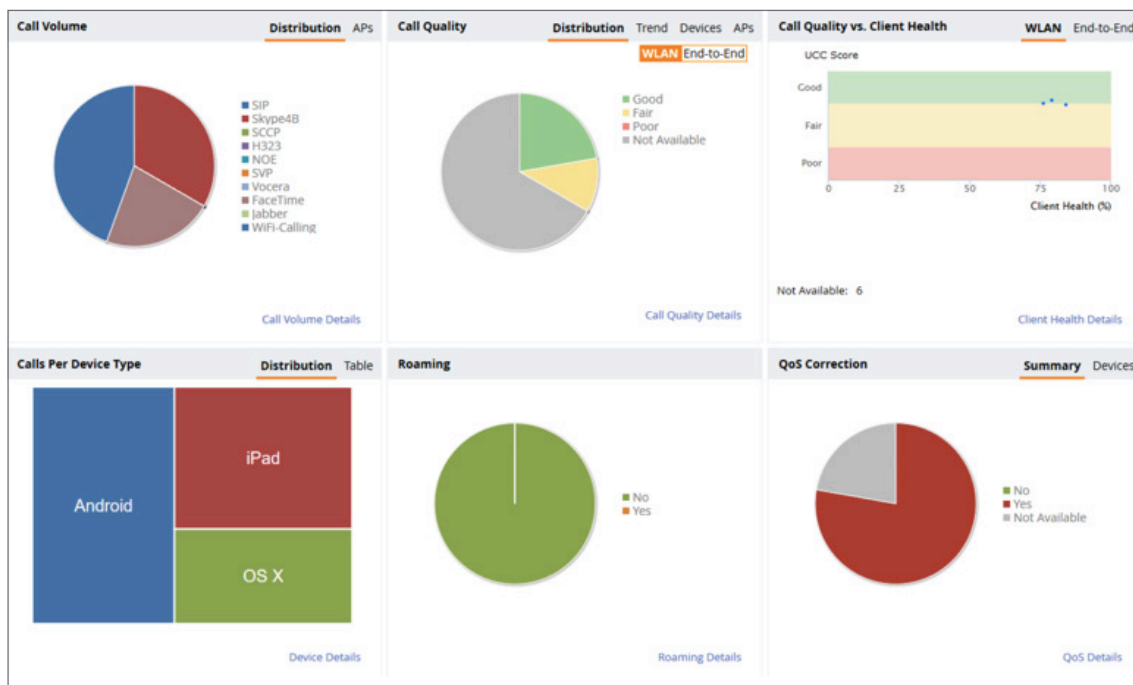 Call Volume
Distribution APs
SIP
Skype4B
SCCP
H323
NOE
SVP
Vocera
FaceTime
Jabber
WiFi-Calling
Call Volume Details
Call Quality
Distribution Trend Devices APs
WLAN End-to-End
Good
Fair
Poor
Not Available
Call Quality Details
Call Quality vs. Client Health
WLAN End-to-End
UCC Score
Good
Fair
Poor
0 25 50 75 100
Client Health (%)
Not Available: 6
Client Health Details
Calls Per Device Type
Distribution Table
Android
iPad
OS X
Device Details
Roaming
No
Yes
Roaming Details
QoS Correction
Summary Devices
No
Yes
Not Available
QoS Details